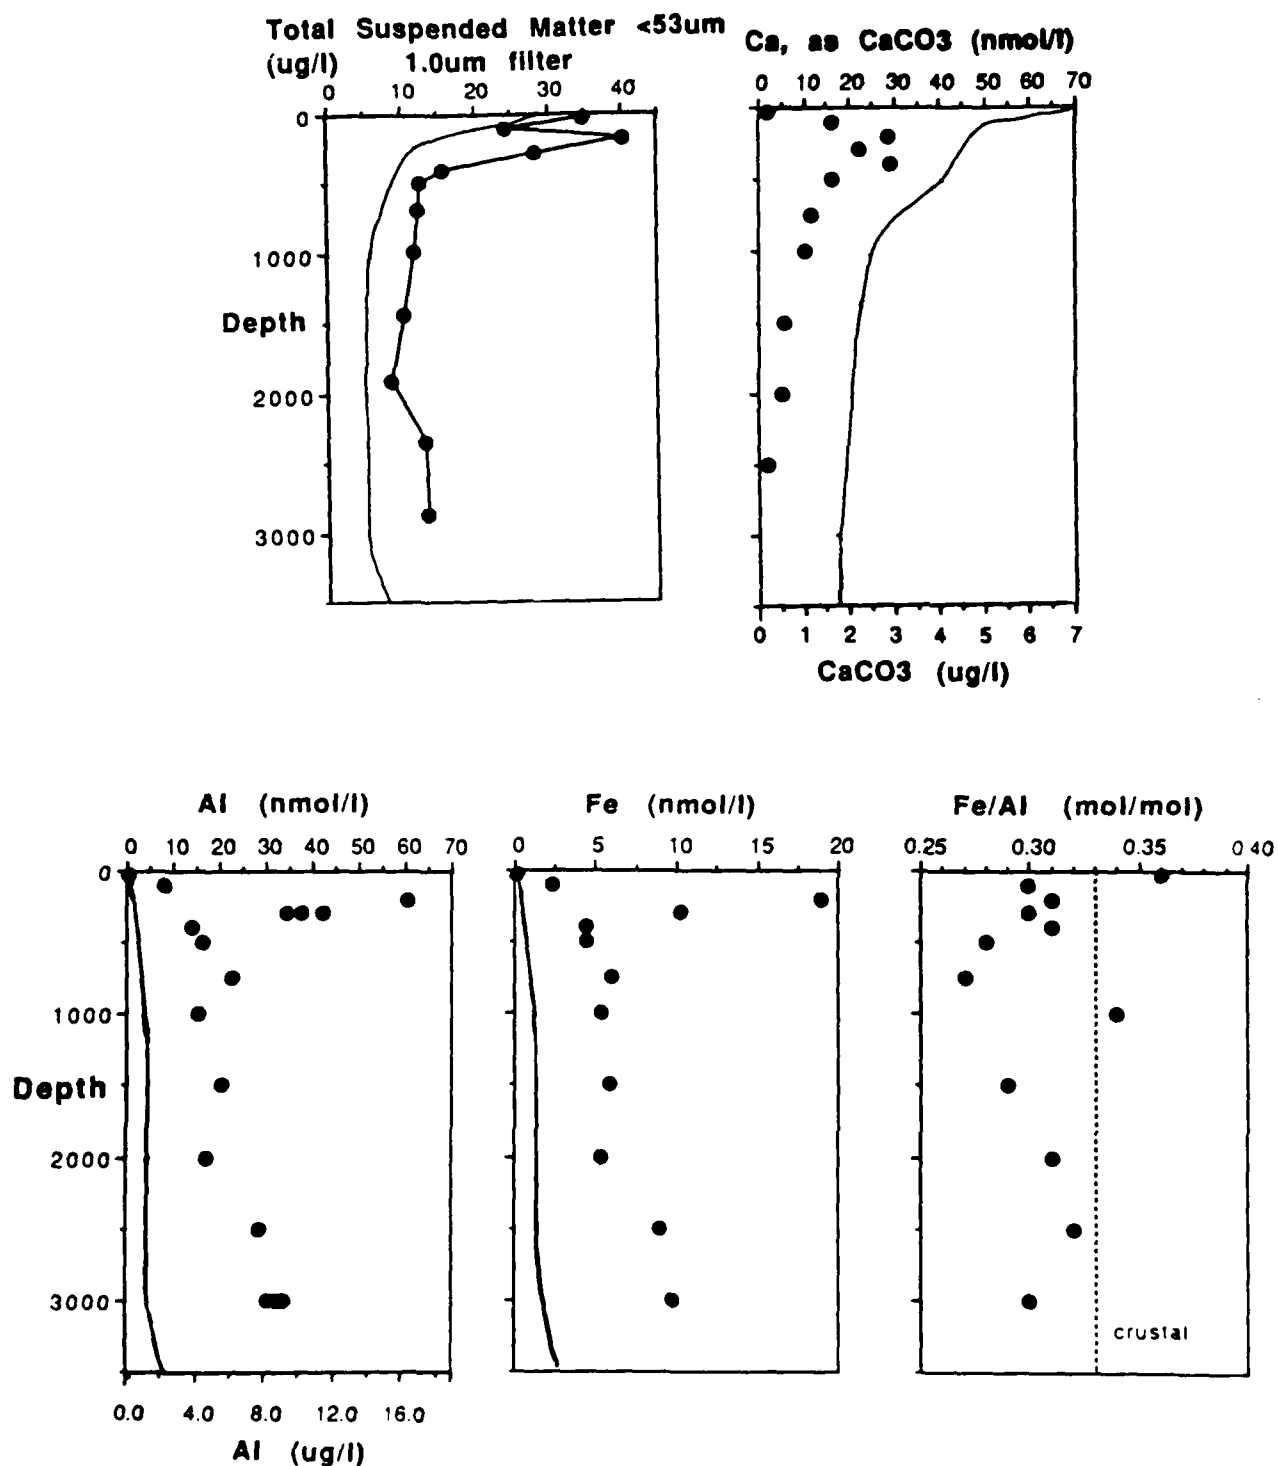 Total Suspended Matter <53um
(ug/l) 1.0um filter
0 10 20 30 40
0
1000
Depth
2000
3000
Ca, as CaCO3 (nmol/l)
0 10 20 30 40 50 60 70
0 1 2 3 4 5 6 7
CaCO3 (ug/l)
Al (nmol/l)
0 10 20 30 40 50 60 70
0
1000
Depth
2000
3000
0.0 4.0 8.0 12.0 16.0
Al (ug/l)
Fe (nmol/l)
0 5 10 15 20
Fe/Al (mol/mol)
0.25 0.30 0.35 0.40
crustal